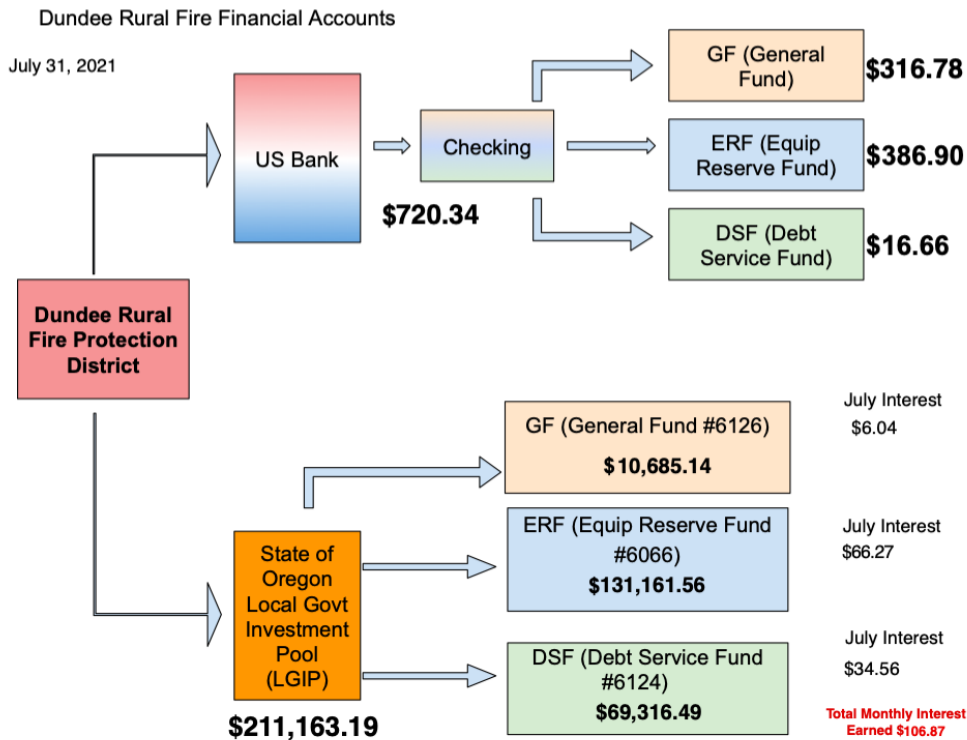 Dundee Rural Fire Financial Accounts
July 31, 2021
US Bank
Checking
$720.34
GF (General
Fund)
$316.78
ERF (Equip
Reserve Fund)
$386.90
DSF (Debt
Service Fund)
$16.66
Dundee Rural
Fire Protection
District
State of
Oregon
Local Govt
Investment
Pool
(LGIP)
$211,163.19
GF (General Fund #6126)
$10,685.14
July Interest
$6.04
ERF (Equip Reserve Fund
#6066)
$131,161.56
July Interest
$66.27
DSF (Debt Service Fund
#6124)
$69,316.49
July Interest
$34.56
Total Monthly Interest
Earned $106.87